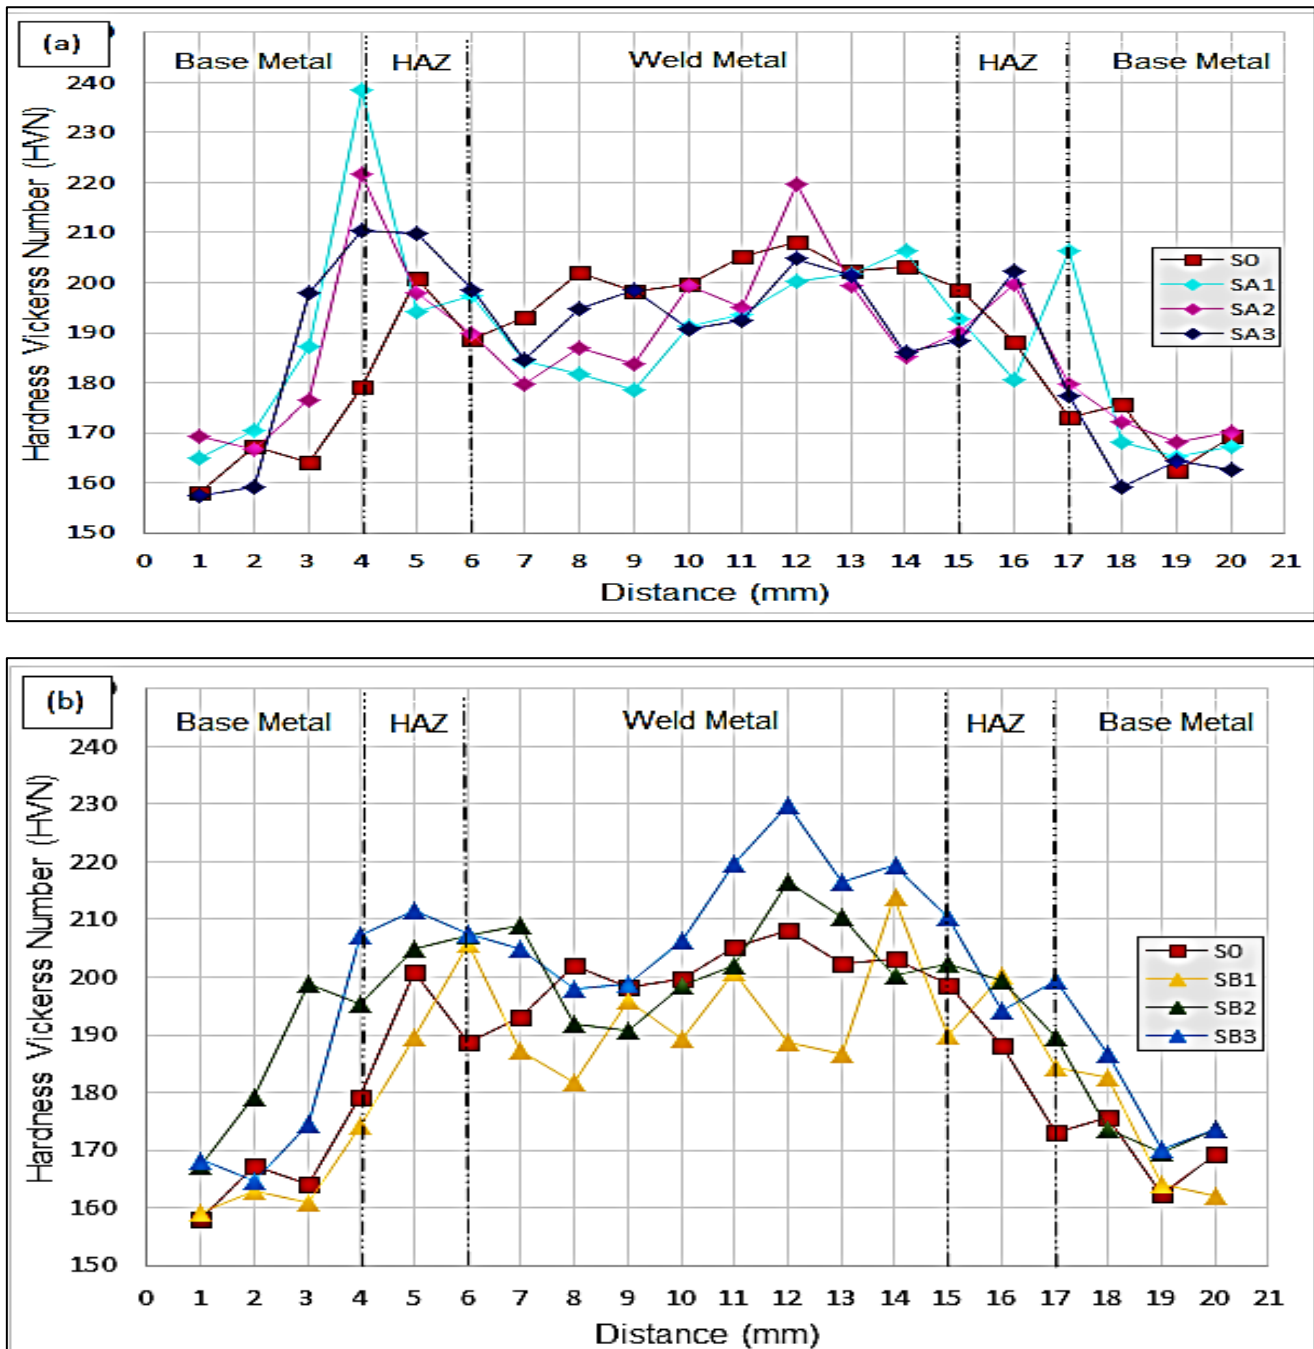 (a)
Base Metal
HAZ
Weld Metal
HAZ
Base Metal
Hardness Vickerss Number (HVN)
240
230
220
210
200
190
180
170
160
150
S0
SA1
SA2
SA3
0 1 2 3 4 5 6 7 8 9 10 11 12 13 14 15 16 17 18 19 20 21
Distance (mm)
(b)
Base Metal
HAZ
Weld Metal
HAZ
Base Metal
Hardness Vickerss Number (HVN)
240
230
220
210
200
190
180
170
160
150
S0
SB1
SB2
SB3
0 1 2 3 4 5 6 7 8 9 10 11 12 13 14 15 16 17 18 19 20 21
Distance (mm)